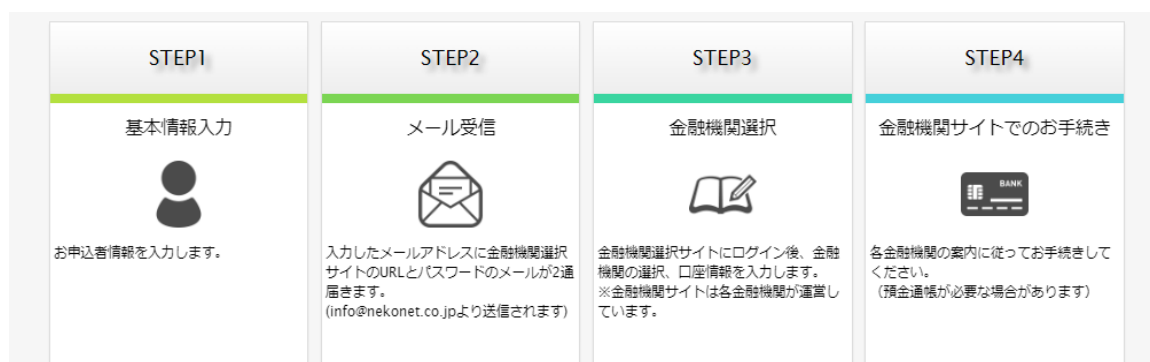 STEP1
基本情報入力
お申込者情報を入力します。
STEP2
メール受信
入力したメールアドレスに金融機関選択
サイトのURLとパスワードのメールが2通
届きます。
(info@nekonet.co.jpより送信されます)
STEP3
金融機関選択
金融機関選択サイトにログイン後、金融
機関の選択、口座情報を入力します。
※金融機関サイトは各金融機関が運営し
ています。
STEP4
金融機関サイトでのお手続き
BANK
各金融機関の案内に従ってお手続きして
ください。
（預金通帳が必要な場合があります）